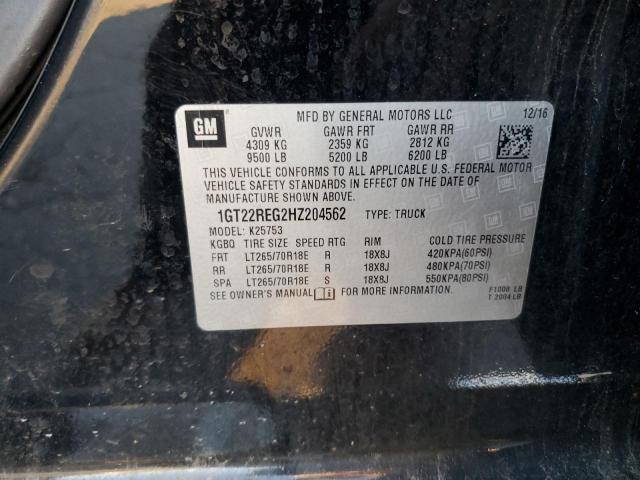 GM
MFD BY GENERAL MOTORS LLC 12/16
GVWR GAWR FRT GAWR RR
4309 KG 2359 KG 2812 KG
9500 LB 5200 LB 6200 LB
THIS VEHICLE CONFORMS TO ALL APPLICABLE U.S. FEDERAL MOTOR
VEHICLE SAFETY STANDARDS IN EFFECT ON THE DATE OF
MANUFACTURE SHOWN ABOVE.
1GT22REG2HZ204562 TYPE: TRUCK
MODEL: K25753
KGBQ TIRE SIZE SPEED RTG RIM COLD TIRE PRESSURE
FRT LT265/70R18E R 18X8J 420KPA(60PSI)
RR LT265/70R18E R 18X8J 480KPA(70PSI)
SPA LT265/70R18E S 18X8J 550KPA(80PSI)
SEE OWNER'S MANUAL FOR MORE INFORMATION.
F1008 LB
T 2004 LB